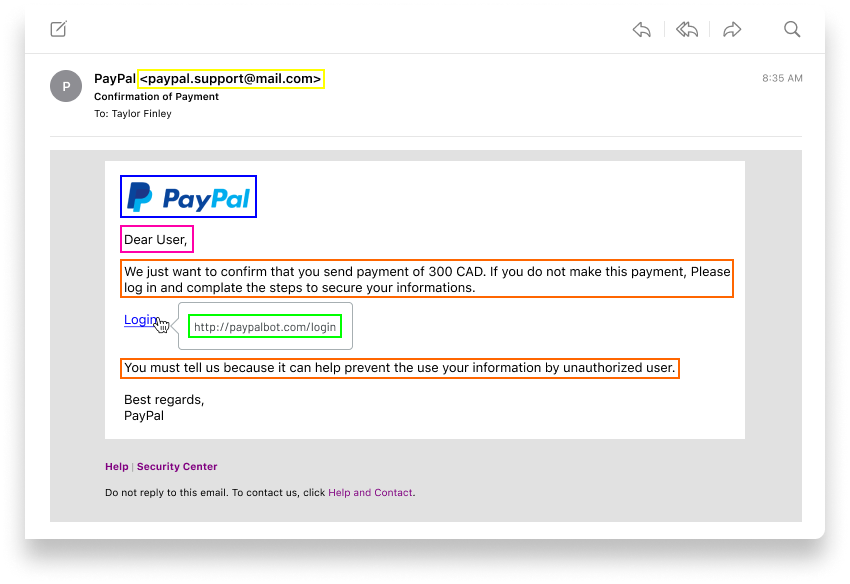 P
PayPal <paypal.support@mail.com>
8:35 AM
Confirmation of Payment
To: Taylor Finley
PayPal
Dear User,
We just want to confirm that you send payment of 300 CAD. If you do not make this payment, Please
log in and complate the steps to secure your informations.
Login
http://paypalbot.com/login
You must tell us because it can help prevent the use your information by unauthorized user.
Best regards,
PayPal
Help | Security Center
Do not reply to this email. To contact us, click Help and Contact.